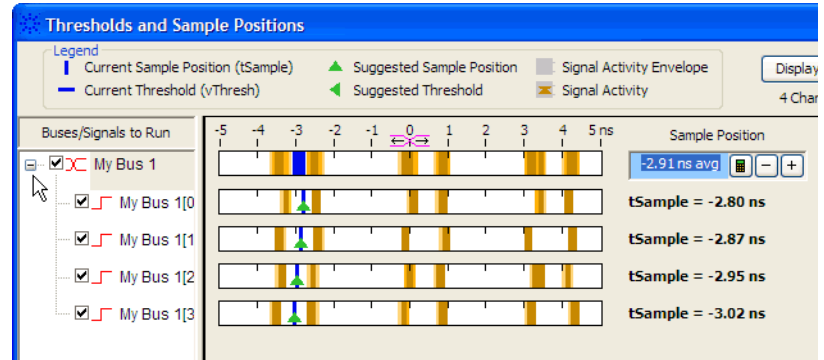 Thresholds and Sample Positions
Legend
Current Sample Position (tSample) Suggested Sample Position Signal Activity Envelope
Current Threshold (vThresh) Suggested Threshold Signal Activity
Display
4 Char
Buses/Signals to Run
-5 -4 -3 -2 -1 0 1 2 3 4 5 ns
Sample Position
My Bus 1 -2.91 ns avg
My Bus 1[0 tSample = -2.80 ns
My Bus 1[1 tSample = -2.87 ns
My Bus 1[2 tSample = -2.95 ns
My Bus 1[3 tSample = -3.02 ns